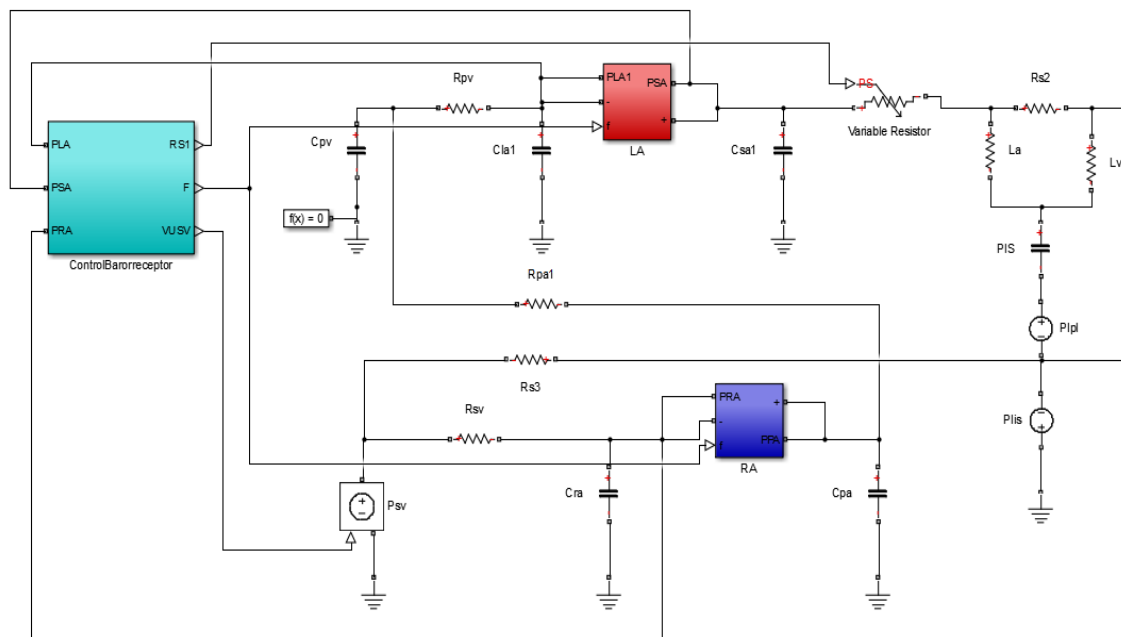 PLA
PSA
PRA
RS1
F
VUSV
ControlBarorreceptor
Rpv
Cpv
f(x) = 0
Cla1
PLA1
-
f
PSA
+
LA
Csa1
PS
Variable Resistor
Rs2
La
Lv
PIS
PIpl
PIis
Rpa1
Rs3
Rsv
Psv
Cra
PRA
-
f
+
PPA
RA
Cpa